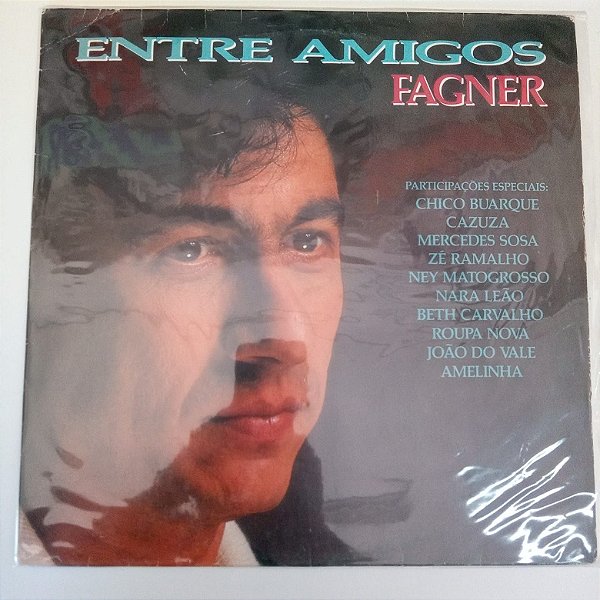 ENTRE AMIGOS
FAGNER
PARTICIPAÇÕES ESPECIAIS:
CHICO BUARQUE
CAZUZA
MERCEDES SOSA
ZÉ RAMALHO
NEY MATOGROSSO
NARA LEÃO
BETH CARVALHO
ROUPA NOVA
JOÃO DO VALE
AMELINHA